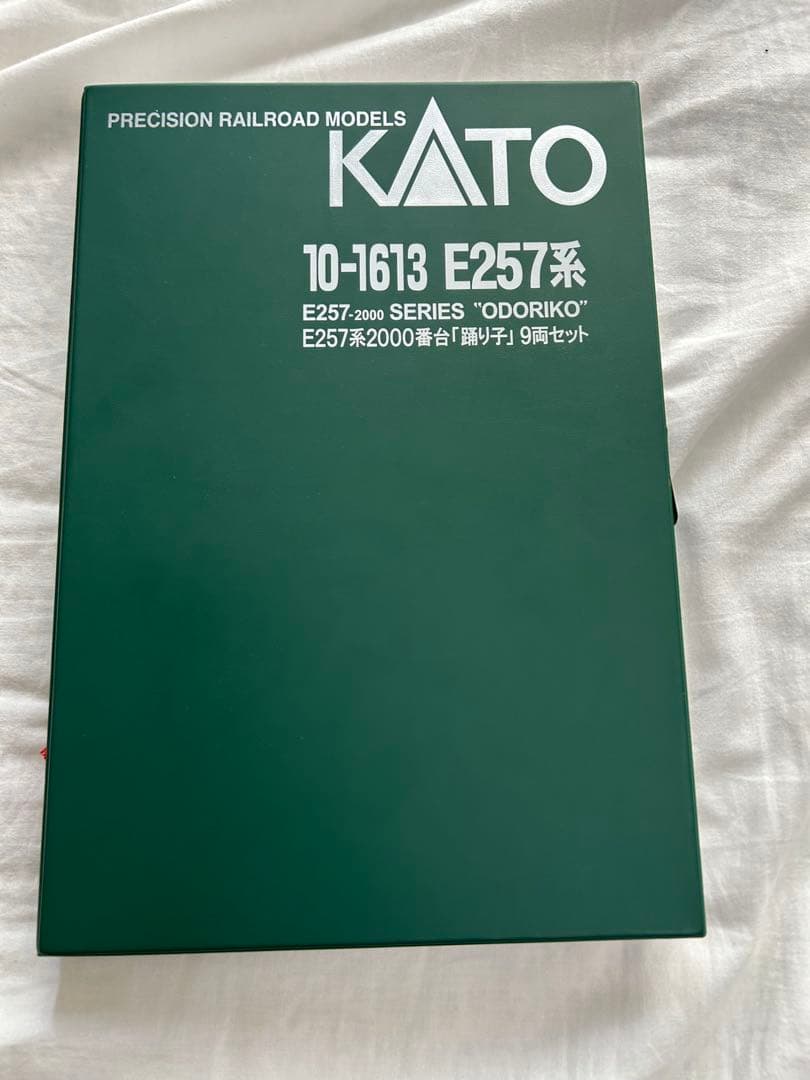 PRECISION RAILROAD MODELS
KATO
10-1613 E257系
E257-2000 SERIES "ODORIKO"
E257系2000番台「踊り子」9両セット